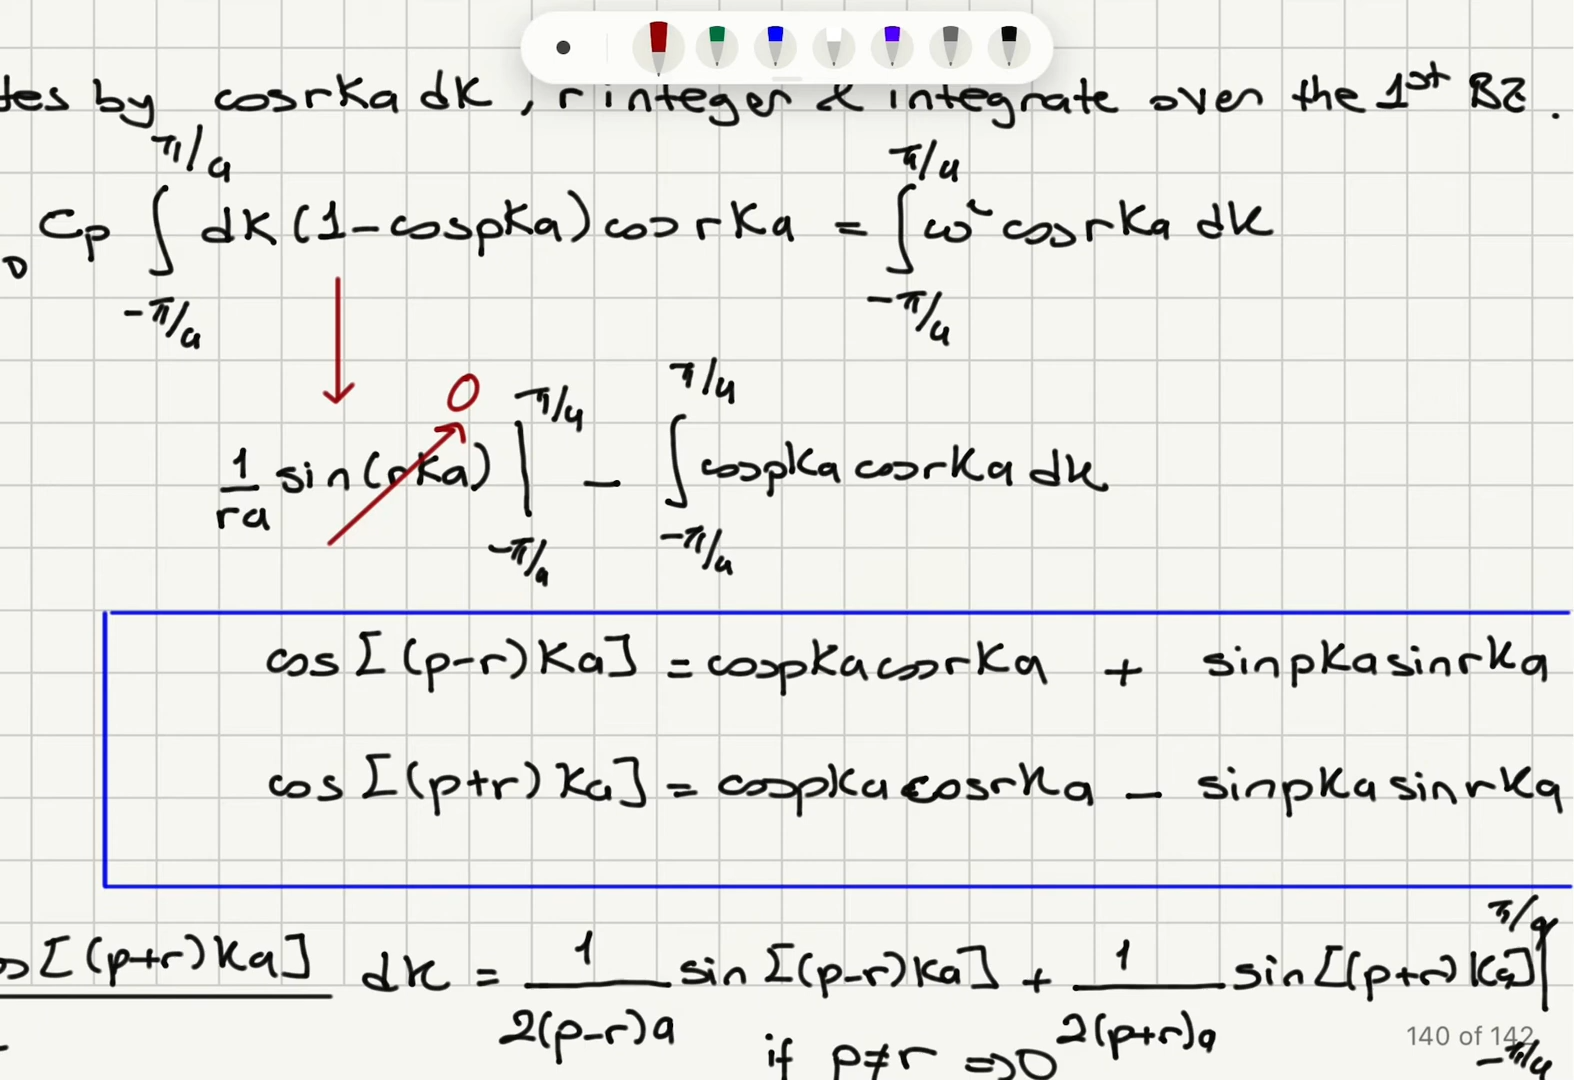 tes by cosrKa dK , r integer & integrate over the 1st BZ .
Cp ∫_{-π/a}^{π/a} dK (1-cospKa) cosrKa = ∫_{-π/a}^{π/a} ω² cosrKa dK
0
1/ra sin(rKa) |_{-π/a}^{π/a} - ∫_{-π/a}^{π/a} cospKa cosrKa dK
cos [(p-r)Ka] = cospKa cosrKa + sinpKa sinrKa
cos [(p+r)Ka] = cospKa cosrKa - sinpKa sinrKa
[(p+r)Ka] dK = 1/2(p-r)a sin [(p-r)Ka] + 1/2(p+r)a sin [(p+r)Ka] |_{-π/a}^{π/a}
if p≠r ⇒ 0
140 of 142